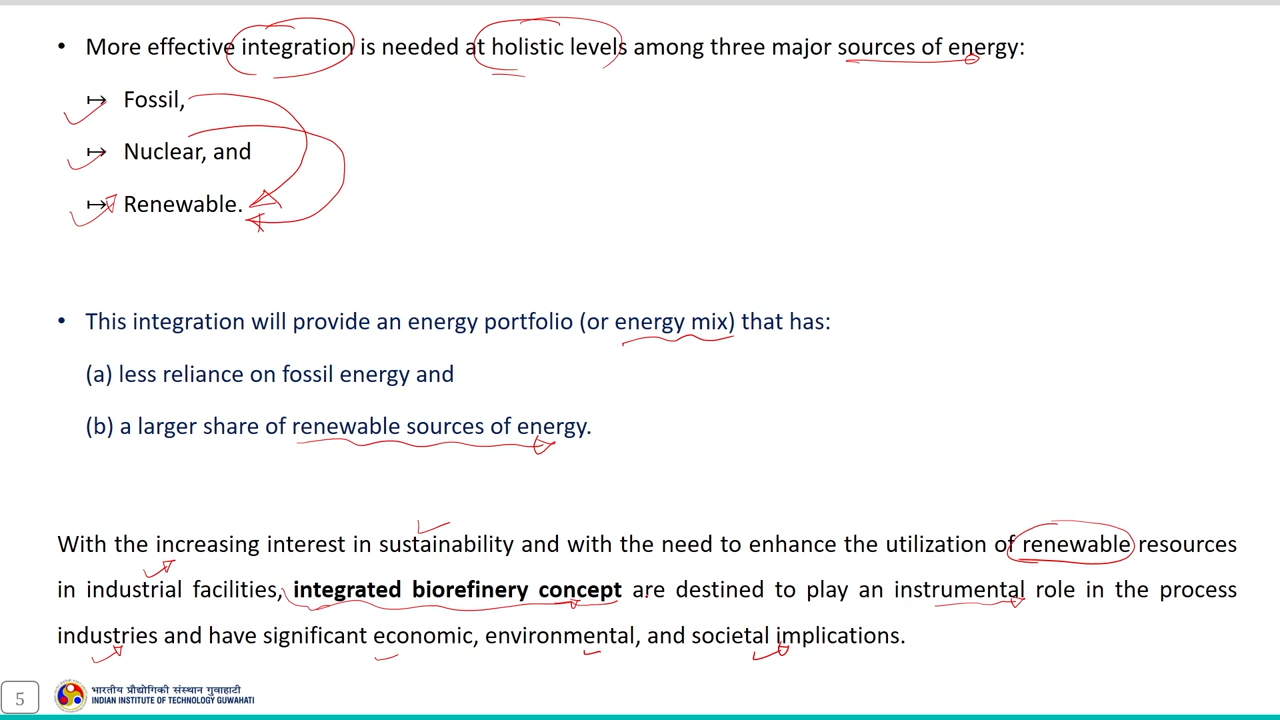 • More effective integration is needed at holistic levels among three major sources of energy:
↦ Fossil,
↦ Nuclear, and
↦ Renewable.
• This integration will provide an energy portfolio (or energy mix) that has:
(a) less reliance on fossil energy and
(b) a larger share of renewable sources of energy.
With the increasing interest in sustainability and with the need to enhance the utilization of renewable resources
in industrial facilities, integrated biorefinery concept are destined to play an instrumental role in the process
industries and have significant economic, environmental, and societal implications.
5
भारतीय प्रौद्योगिकी संस्थान गुवाहाटी
INDIAN INSTITUTE OF TECHNOLOGY GUWAHATI